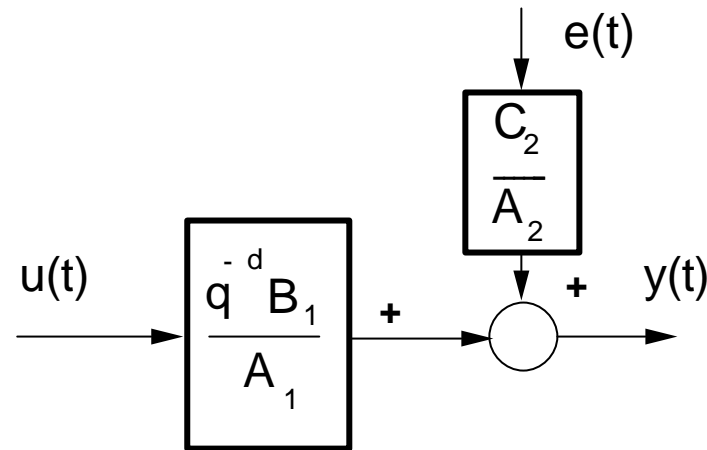 e(t)
C₂
A₂
+
u(t)
q⁻ᵈ B₁
A₁
+
y(t)